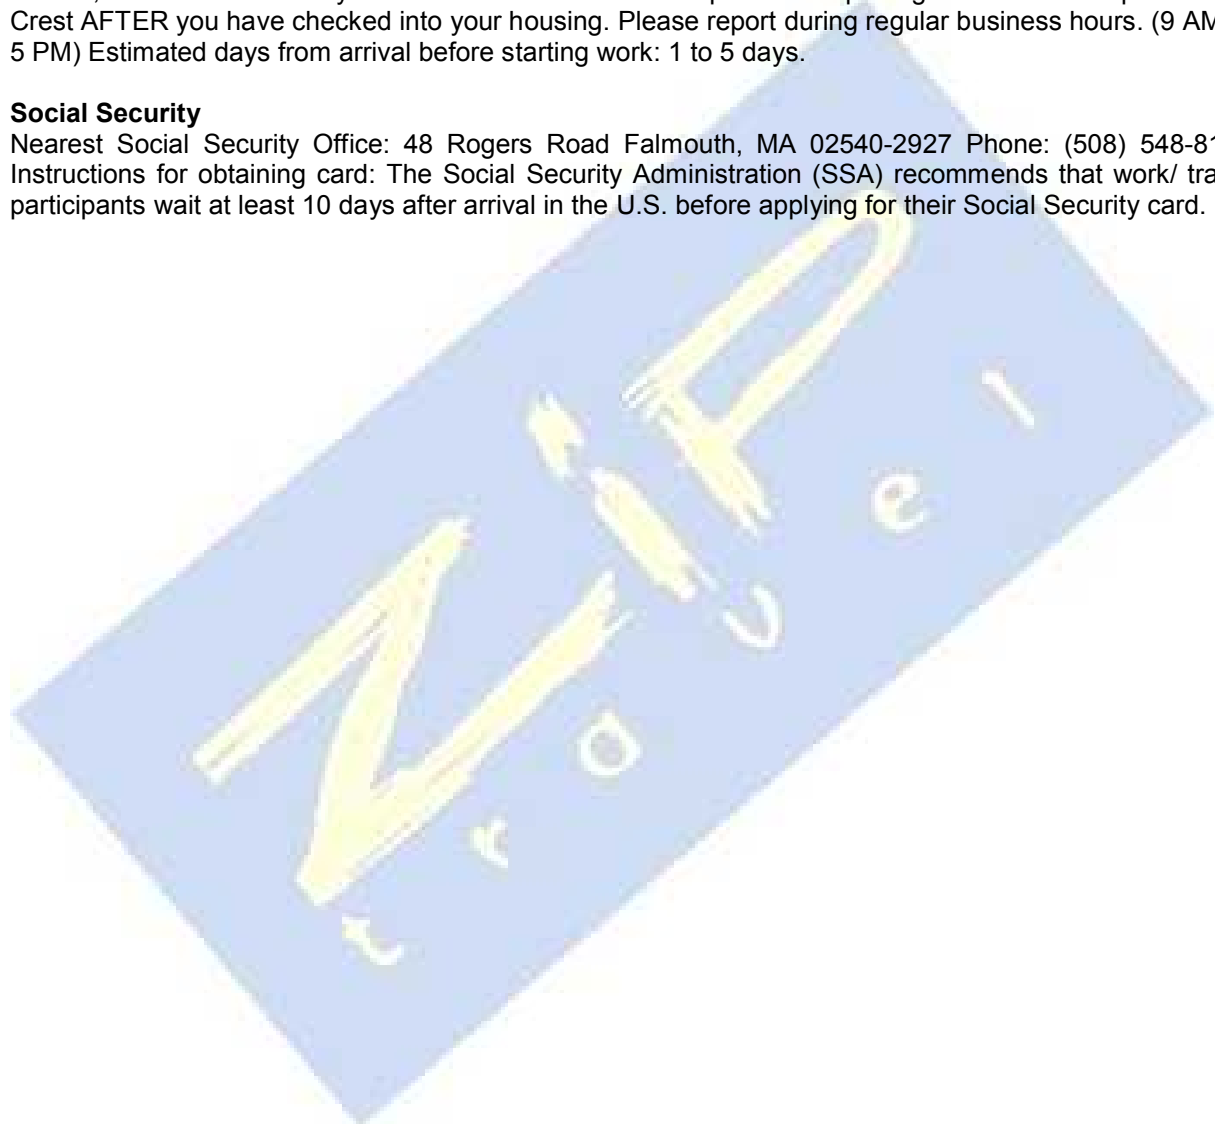 Crest AFTER you have checked into your housing. Please report during regular business hours. (9 AM
5 PM) Estimated days from arrival before starting work: 1 to 5 days.
Social Security
Nearest Social Security Office: 48 Rogers Road Falmouth, MA 02540-2927 Phone: (508) 548-81
Instructions for obtaining card: The Social Security Administration (SSA) recommends that work/ tra
participants wait at least 10 days after arrival in the U.S. before applying for their Social Security card.
ZiP
travel